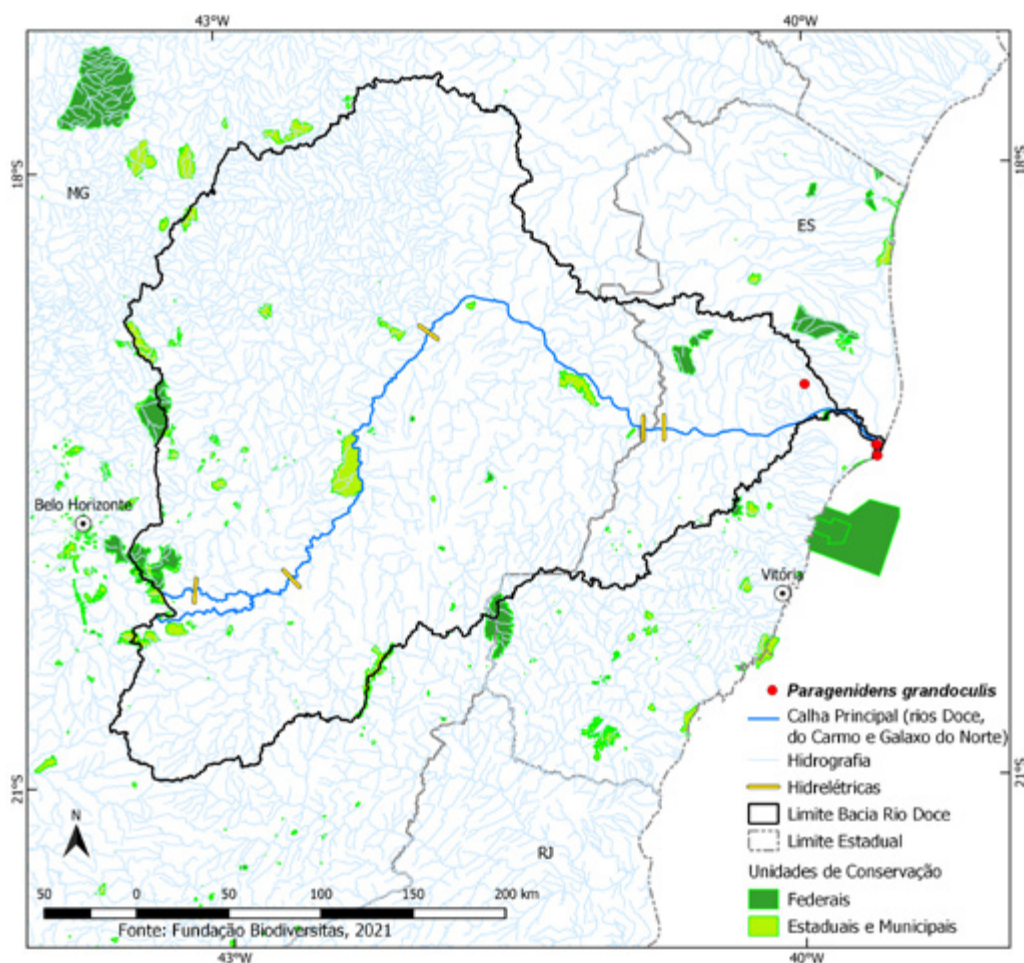 43°W
40°W
18°S
18°S
MG
ES
Belo Horizonte
Vitória
Paragenidens grandoculis
Calha Principal (rios Doce,
do Carmo e Galaxo do Norte)
Hidrografia
Hidrelétricas
Limite Bacia Rio Doce
Limite Estadual
Unidades de Conservação
Federais
Estaduais e Municipais
21°S
21°S
N
RJ
50 0 50 100 150 200 km
Fonte: Fundação Biodiversitas, 2021
43°W
40°W